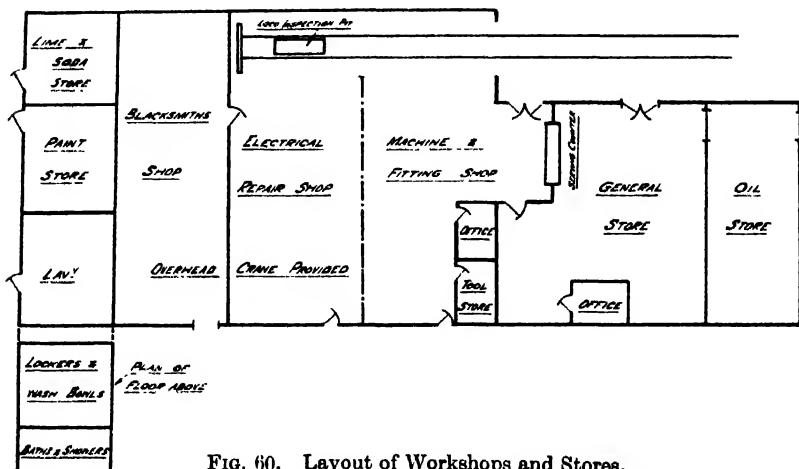 LOCO INSPECTION PIT
LIME &
SODA
STORE
BLACKSMITHS
SHOP
PAINT
STORE
ELECTRICAL
REPAIR SHOP
MACHINE &
FITTING SHOP
SERVING COUNTER
GENERAL
STORE
OIL
STORE
OFFICE
LAVY
OVERHEAD CRANE PROVIDED
TOOL
STORE
OFFICE
LOCKERS &
WASH BOWLS
PLAN OF
FLOOR ABOVE
BATHS & SHOWERS
FIG. 60. Layout of Workshops and Stores.